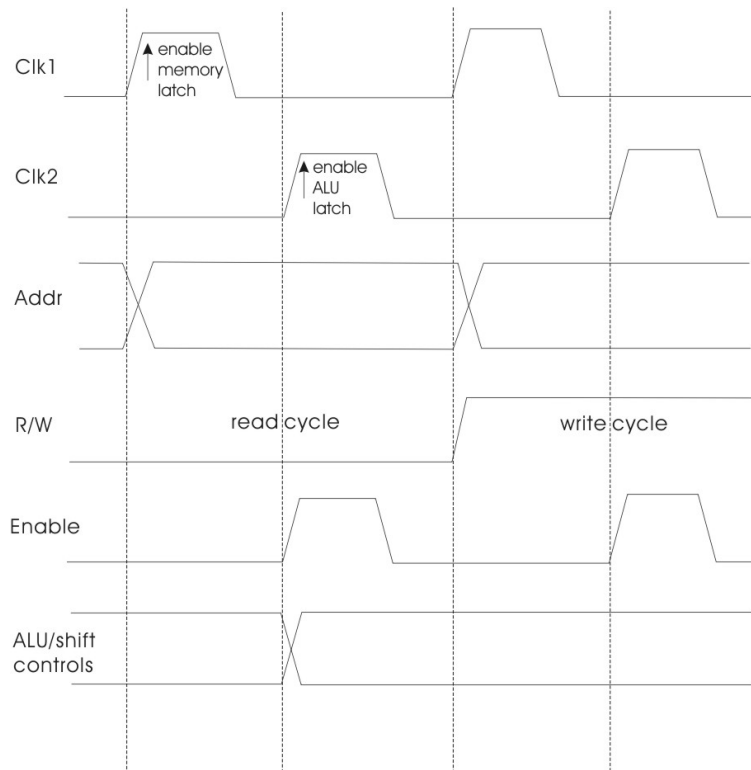 Clk1
enable
memory
latch
Clk2
enable
ALU
latch
Addr
R/W
read cycle
write cycle
Enable
ALU/shift
controls